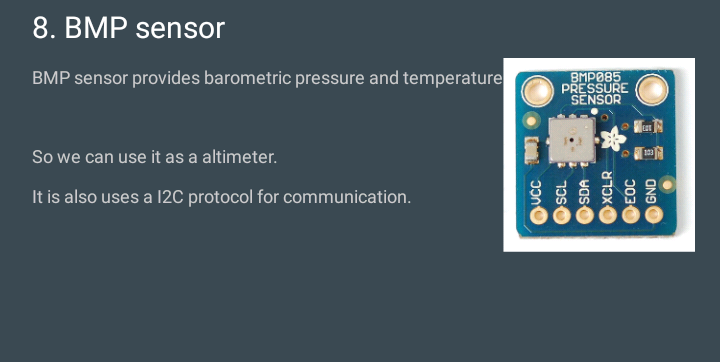 8. BMP sensor
BMP sensor provides barometric pressure and temperature
So we can use it as a altimeter.
It is also uses a I2C protocol for communication.
BMP085
PRESSURE
SENSOR
103
VCC
SCL
SDA
XCLR
EOC
GND